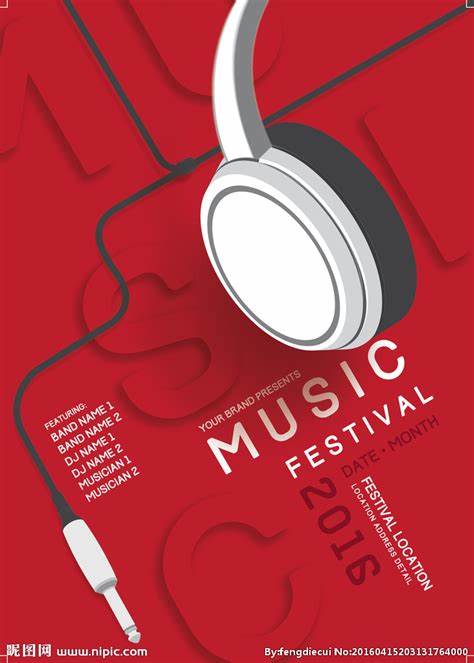 MUSIC
YOUR BRAND PRESENTS
MUSIC
FESTIVAL
DATE • MONTH
2016
FESTIVAL LOCATION
LOCATION ADDRESS DETAIL
FEATURING:
BAND NAME 1
BAND NAME 2
DJ NAME 1
DJ NAME 2
MUSICIAN 1
MUSICIAN 2
昵图网 www.nipic.com
By:fengdiecui No:20160415203131764000